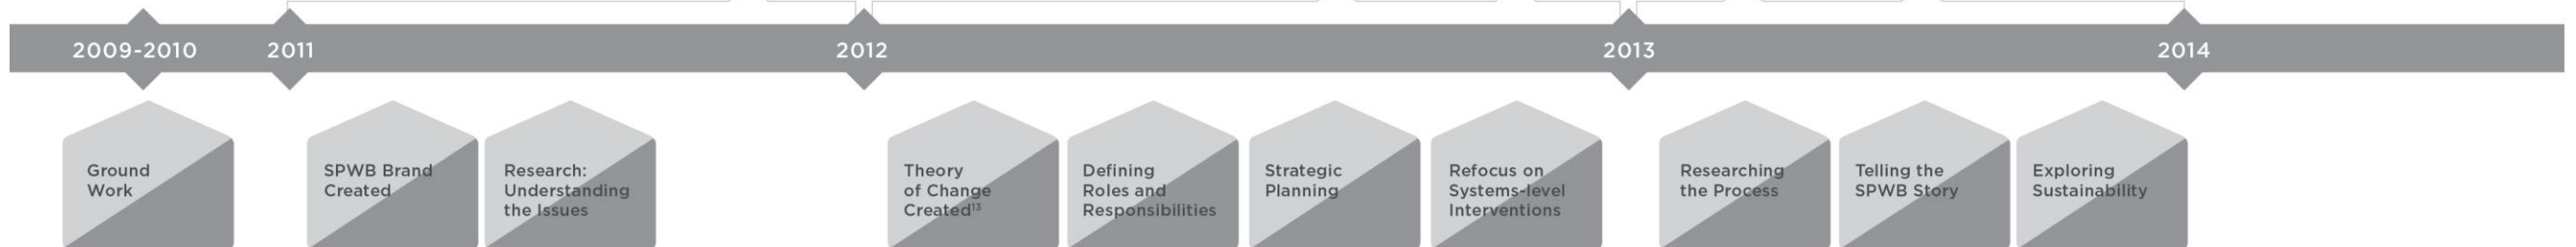 2009-2010 2011 2012 2013 2014
Ground
Work
SPWB Brand
Created
Research:
Understanding
the Issues
Theory
of Change
Created¹³
Defining
Roles and
Responsibilities
Strategic
Planning
Refocus on
Systems-level
Interventions
Researching
the Process
Telling the
SPWB Story
Exploring
Sustainability